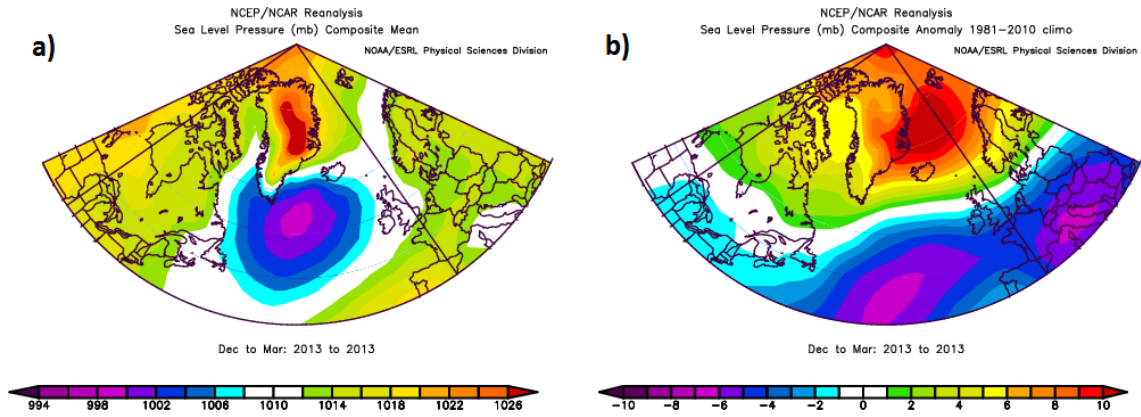 a)
NCEP/NCAR Reanalysis
Sea Level Pressure (mb) Composite Mean
NOAA/ESRL Physical Sciences Division
Dec to Mar: 2013 to 2013
994 998 1002 1006 1010 1014 1018 1022 1026
b)
NCEP/NCAR Reanalysis
Sea Level Pressure (mb) Composite Anomaly 1981-2010 climo
NOAA/ESRL Physical Sciences Division
Dec to Mar: 2013 to 2013
-10 -8 -6 -4 -2 0 2 4 6 8 10